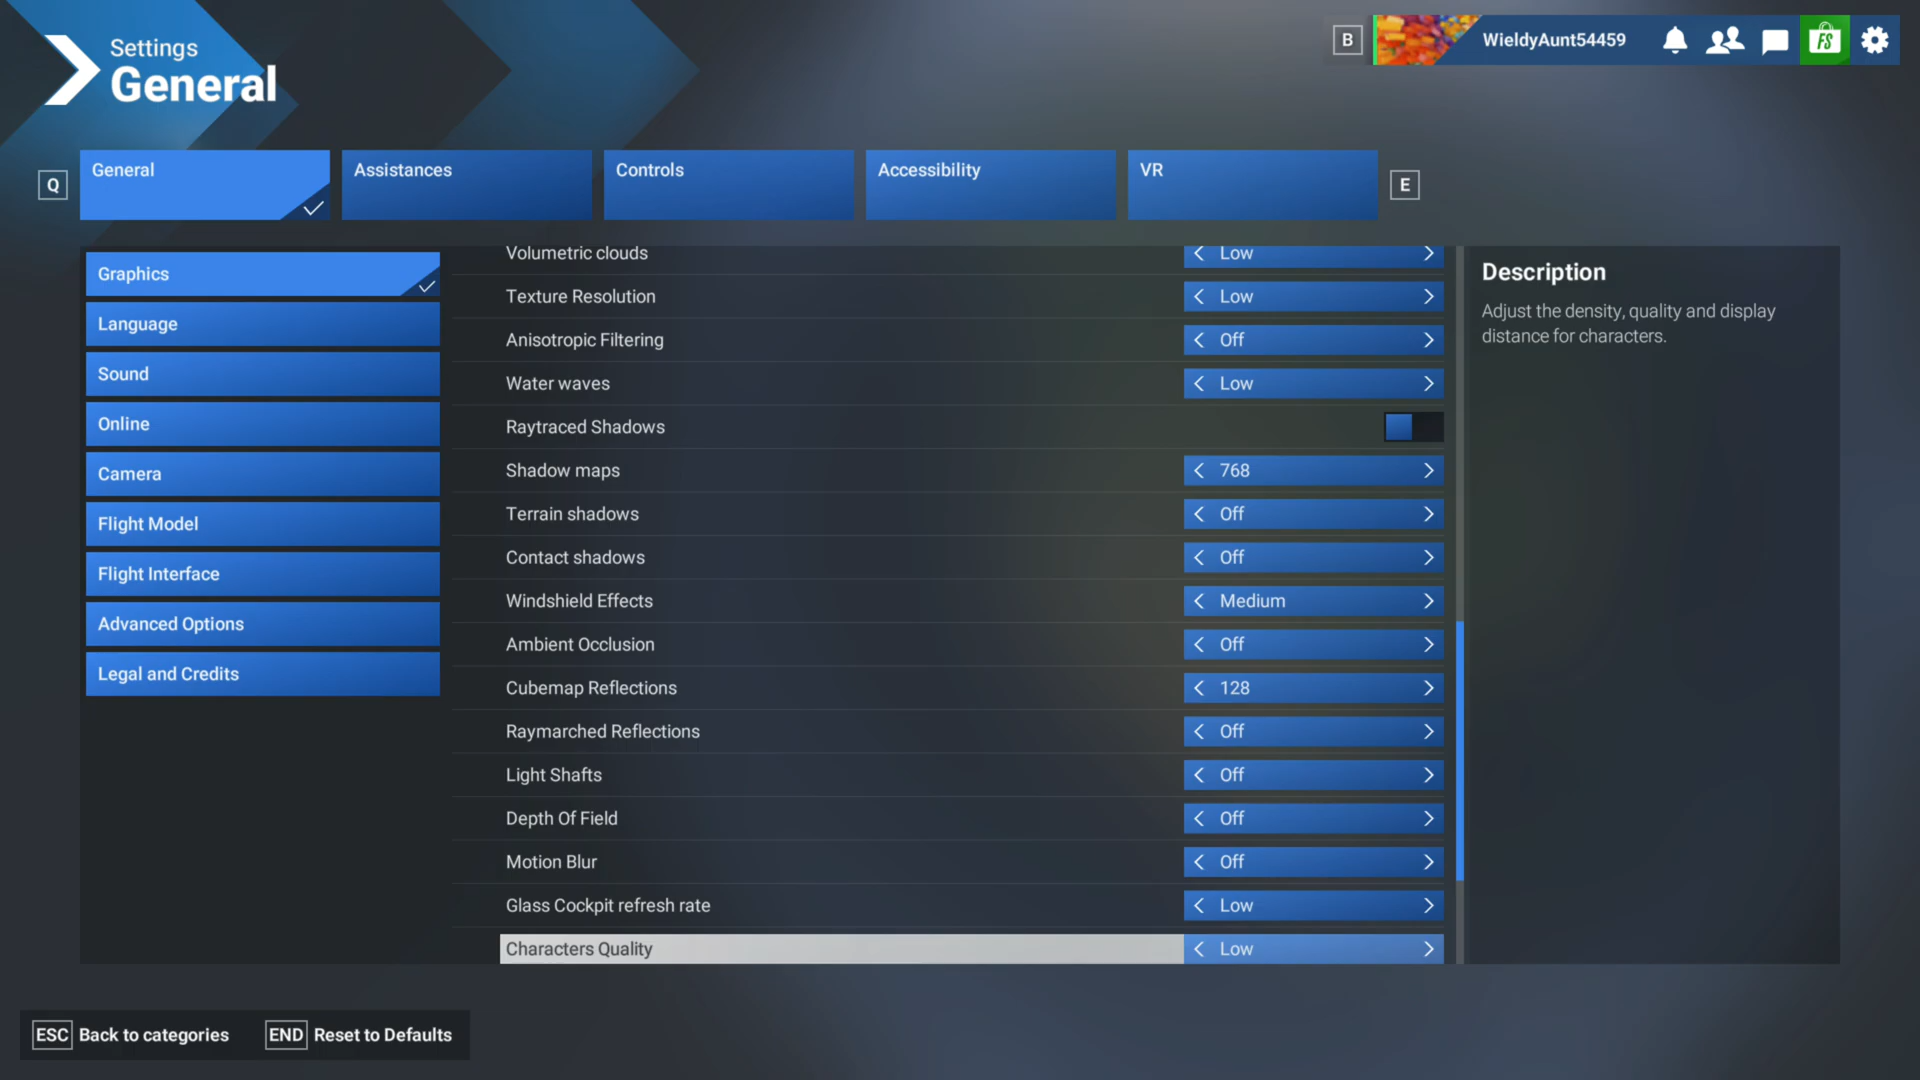 Settings
General
B
WieldyAunt54459
FS
Q
General
Assistances
Controls
Accessibility
VR
E
Graphics
Language
Sound
Online
Camera
Flight Model
Flight Interface
Advanced Options
Legal and Credits
Volumetric clouds Low
Texture Resolution Low
Anisotropic Filtering Off
Water waves Low
Raytraced Shadows
Shadow maps 768
Terrain shadows Off
Contact shadows Off
Windshield Effects Medium
Ambient Occlusion Off
Cubemap Reflections 128
Raymarched Reflections Off
Light Shafts Off
Depth Of Field Off
Motion Blur Off
Glass Cockpit refresh rate Low
Characters Quality Low
Description
Adjust the density, quality and display
distance for characters.
ESC Back to categories
END Reset to Defaults